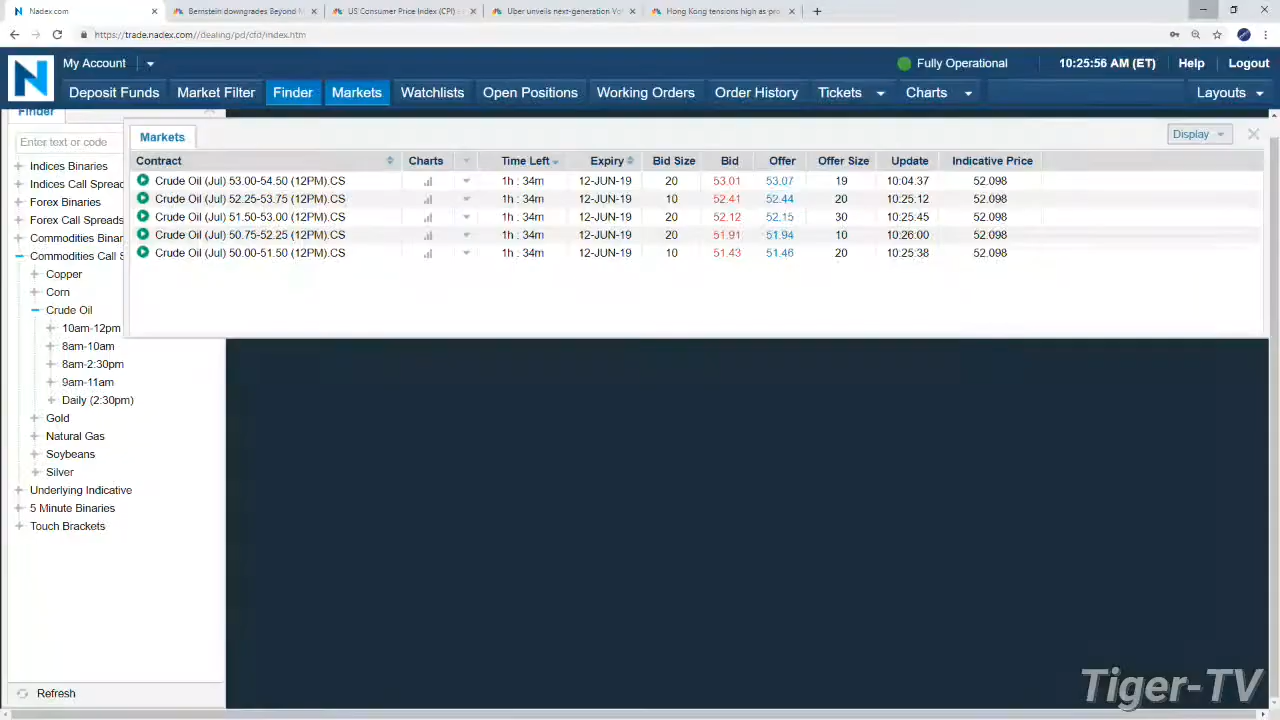 Nadex.com
Bernstein downgrades Beyond M
US Consumer Price Index (CPI)
Uber unveils next-generation Vol
Hong Kong tensions high as pro
https://trade.nadex.com//dealing/pd/cfd/index.htm
N
My Account
Fully Operational
10:25:56 AM (ET)
Help
Logout
Deposit Funds Market Filter Finder Markets Watchlists Open Positions Working Orders Order History Tickets Charts Layouts
Finder
Enter text or code
Indices Binaries
Indices Call Spreac
Forex Binaries
Forex Call Spreads
Commodities Binar
Commodities Call S
Copper
Corn
Crude Oil
10am-12pm
8am-10am
8am-2:30pm
9am-11am
Daily (2:30pm)
Gold
Natural Gas
Soybeans
Silver
Underlying Indicative
5 Minute Binaries
Touch Brackets
Refresh
Markets
Display
Contract Charts Time Left Expiry Bid Size Bid Offer Offer Size Update Indicative Price
Crude Oil (Jul) 53.00-54.50 (12PM).CS 1h : 34m 12-JUN-19 20 53.01 53.07 19 10:04:37 52.098
Crude Oil (Jul) 52.25-53.75 (12PM).CS 1h : 34m 12-JUN-19 10 52.41 52.44 20 10:25:12 52.098
Crude Oil (Jul) 51.50-53.00 (12PM).CS 1h : 34m 12-JUN-19 20 52.12 52.15 30 10:25:45 52.098
Crude Oil (Jul) 50.75-52.25 (12PM).CS 1h : 34m 12-JUN-19 20 51.91 51.94 10 10:26:00 52.098
Crude Oil (Jul) 50.00-51.50 (12PM).CS 1h : 34m 12-JUN-19 10 51.43 51.46 20 10:25:38 52.098
Tiger-TV